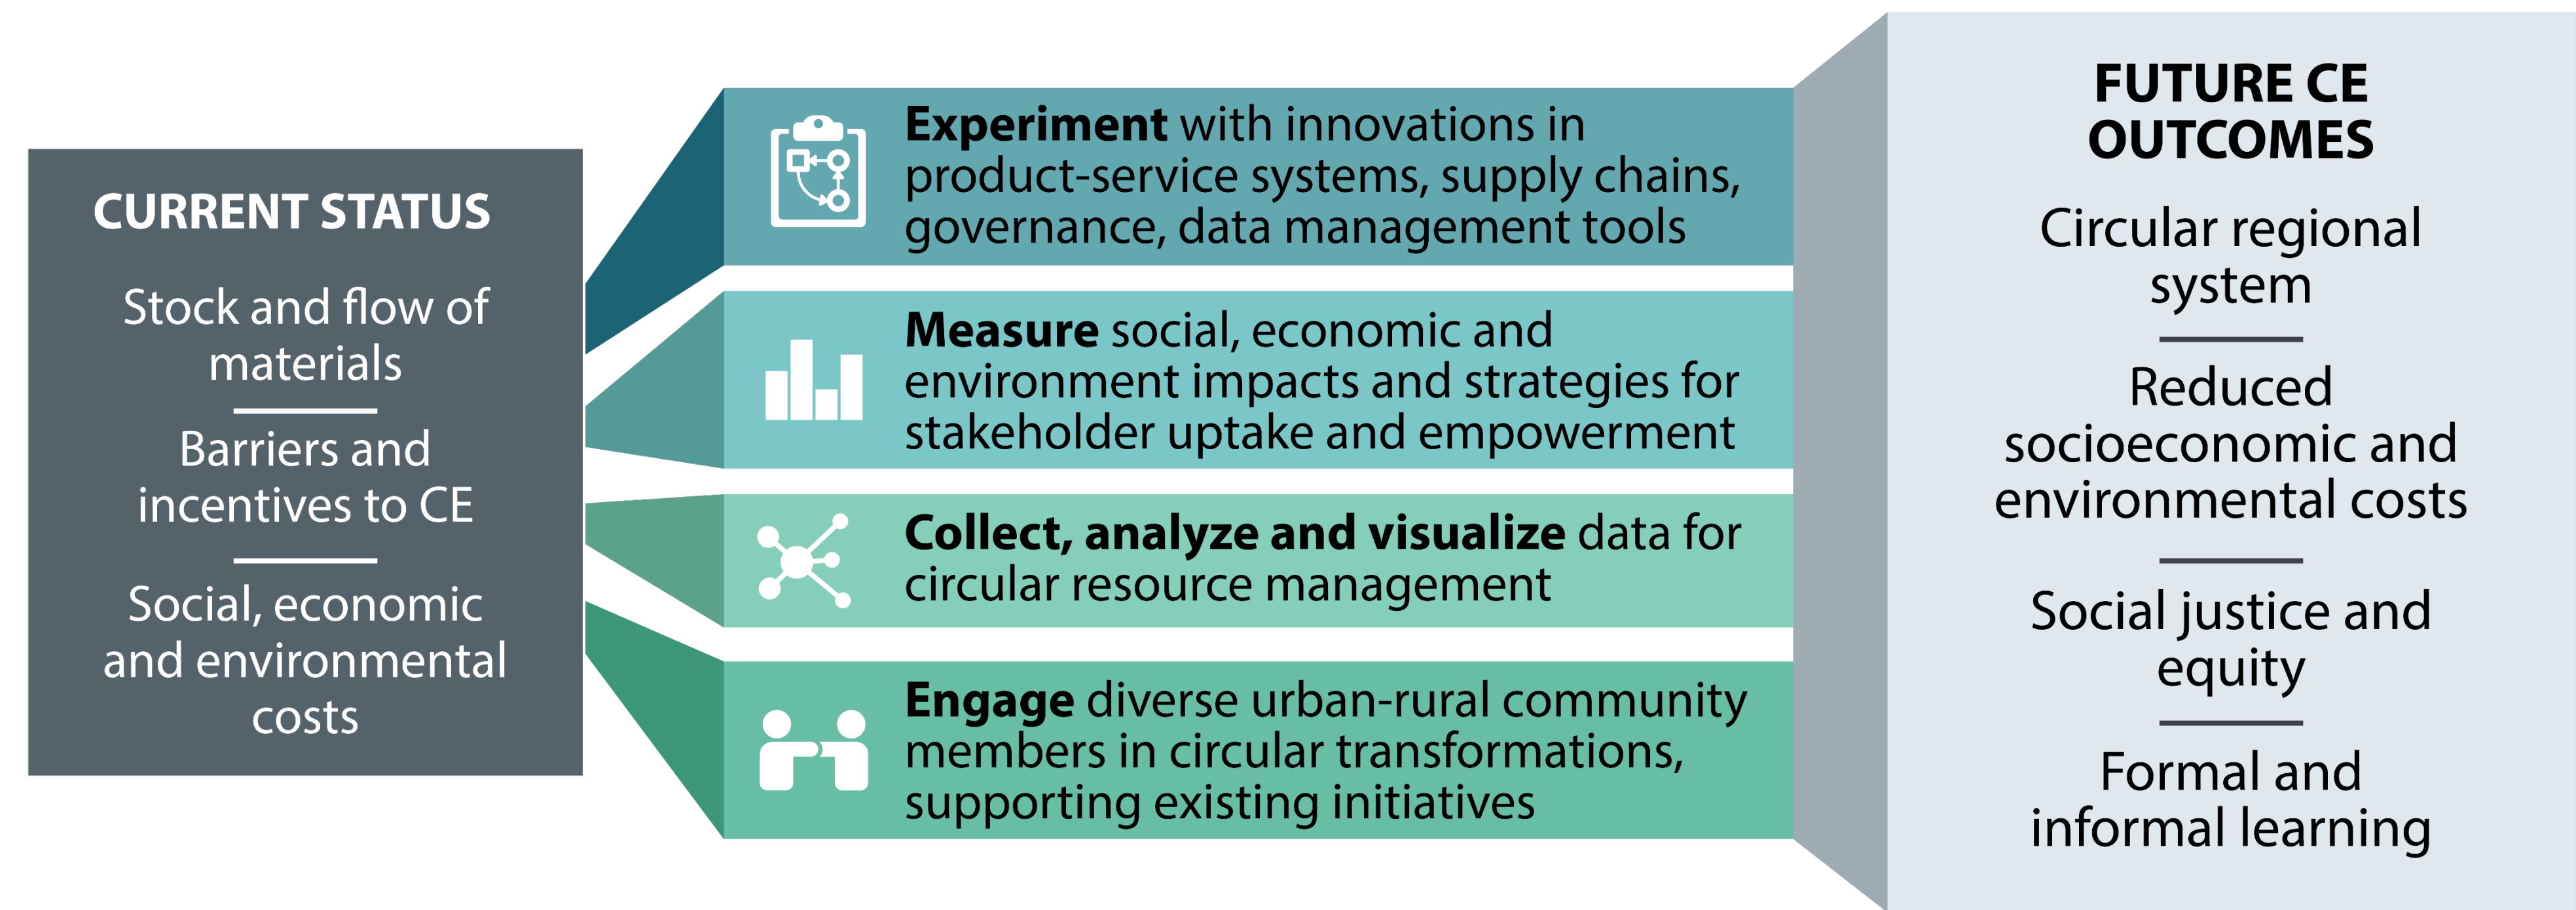 CURRENT STATUS
Stock and flow of
materials
Barriers and
incentives to CE
Social, economic
and environmental
costs
Experiment with innovations in
product-service systems, supply chains,
governance, data management tools
Measure social, economic and
environment impacts and strategies for
stakeholder uptake and empowerment
Collect, analyze and visualize data for
circular resource management
Engage diverse urban-rural community
members in circular transformations,
supporting existing initiatives
FUTURE CE
OUTCOMES
Circular regional
system
Reduced
socioeconomic and
environmental costs
Social justice and
equity
Formal and
informal learning